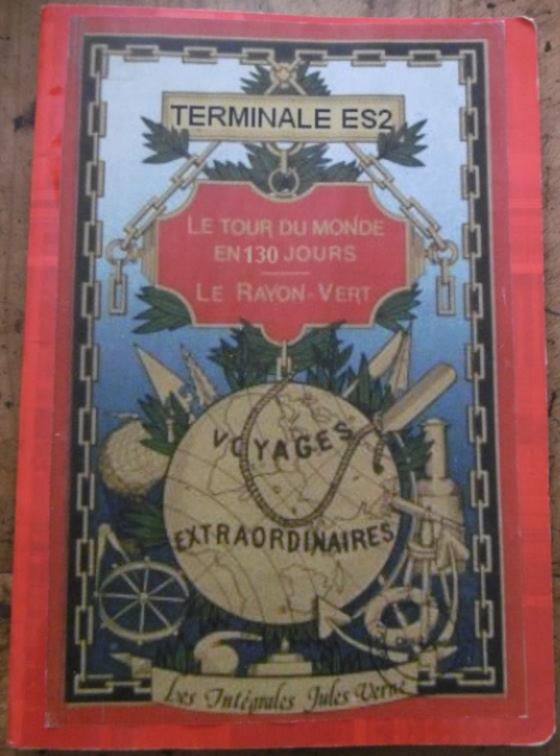 TERMINALE ES2
LE TOUR DU MONDE
EN 130 JOURS
LE RAYON-VERT
VOYAGES
EXTRAORDINAIRES
Les Intégrales Jules Verne